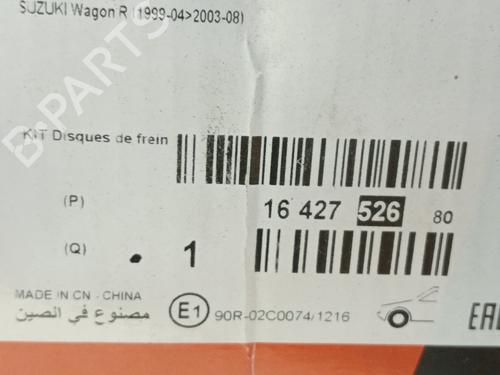 SUZUKI Wagon R (1999-04>2003-08)
B-PARTS
KIT Disques de frein
(P) 16 427 526 80
(Q) . 1
MADE IN CN - CHINA
مصنوع في الصين
E1 90R-02C0074/1216
EAC